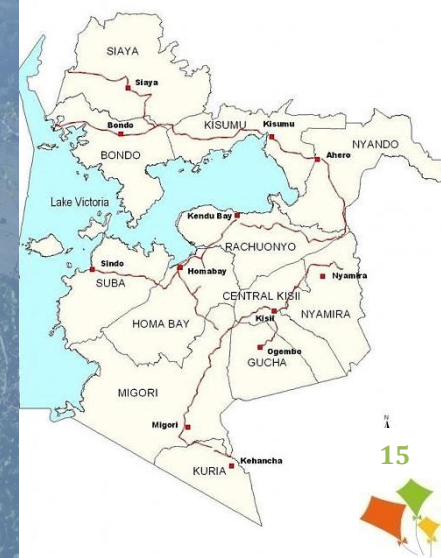 SIAYA
Siaya
Bondo
KISUMU
Kisumu
NYANDO
BONDO
Ahero
Lake Victoria
Kendu Bay
RACHUONYO
Sindo
Homabay
Nyamira
SUBA
CENTRAL KISII
NYAMIRA
Kisii
HOMA BAY
Ogembo
GUCHA
MIGORI
Migori
N
Kehancha
KURIA
15